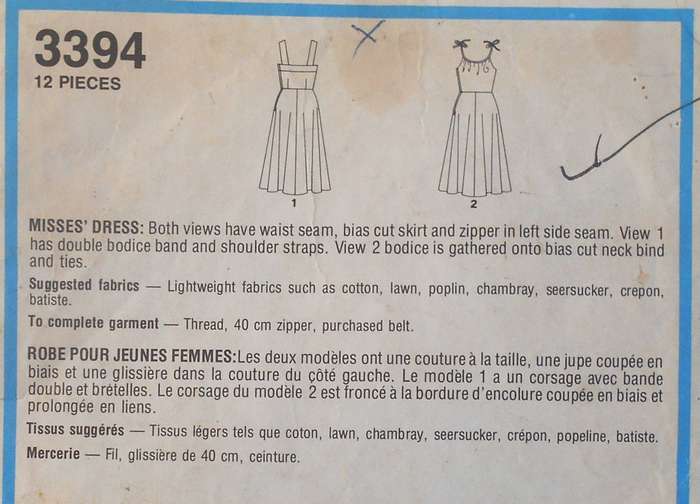 3394
12 PIECES
1
2
MISSES' DRESS: Both views have waist seam, bias cut skirt and zipper in left side seam. View 1
has double bodice band and shoulder straps. View 2 bodice is gathered onto bias cut neck bind
and ties.
Suggested fabrics — Lightweight fabrics such as cotton, lawn, poplin, chambray, seersucker, crepon,
batiste.
To complete garment — Thread, 40 cm zipper, purchased belt.
ROBE POUR JEUNES FEMMES:Les deux modèles ont une couture à la taille, une jupe coupée en
biais et une glissière dans la couture du çôté gauche. Le modèle 1 a un corsage avec bande
double et brételles. Le corsage du modèle 2 est froncé à la bordure d'encolure coupée en biais et
prolongée en liens.
Tissus suggérés — Tissus légers tels que coton, lawn, chambray, seersucker, crépon, popeline, batiste.
Mercerie — Fil, glissière de 40 cm, ceinture.